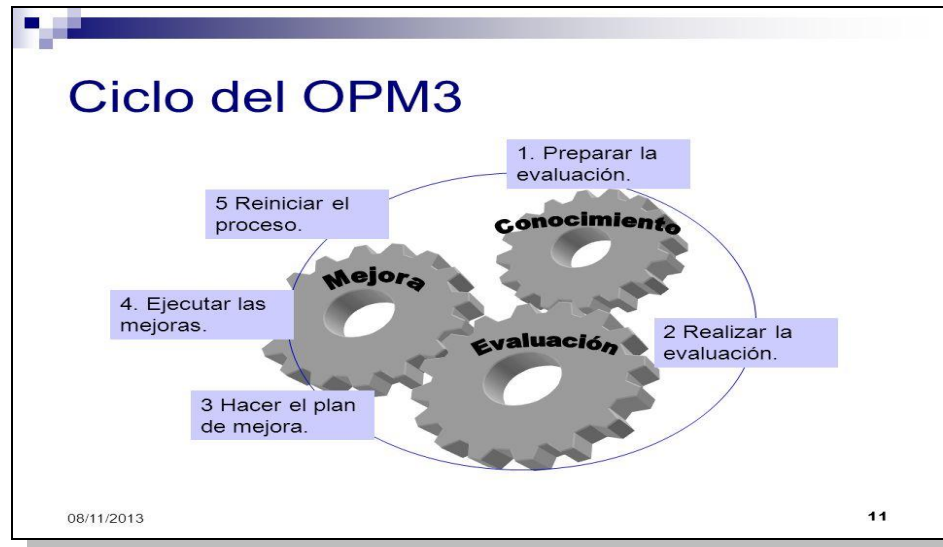 Ciclo del OPM3
1. Preparar la
evaluación.
Conocimiento
5 Reiniciar el
proceso.
Mejora
4. Ejecutar las
mejoras.
Evaluación
2 Realizar la
evaluación.
3 Hacer el plan
de mejora.
08/11/2013
11